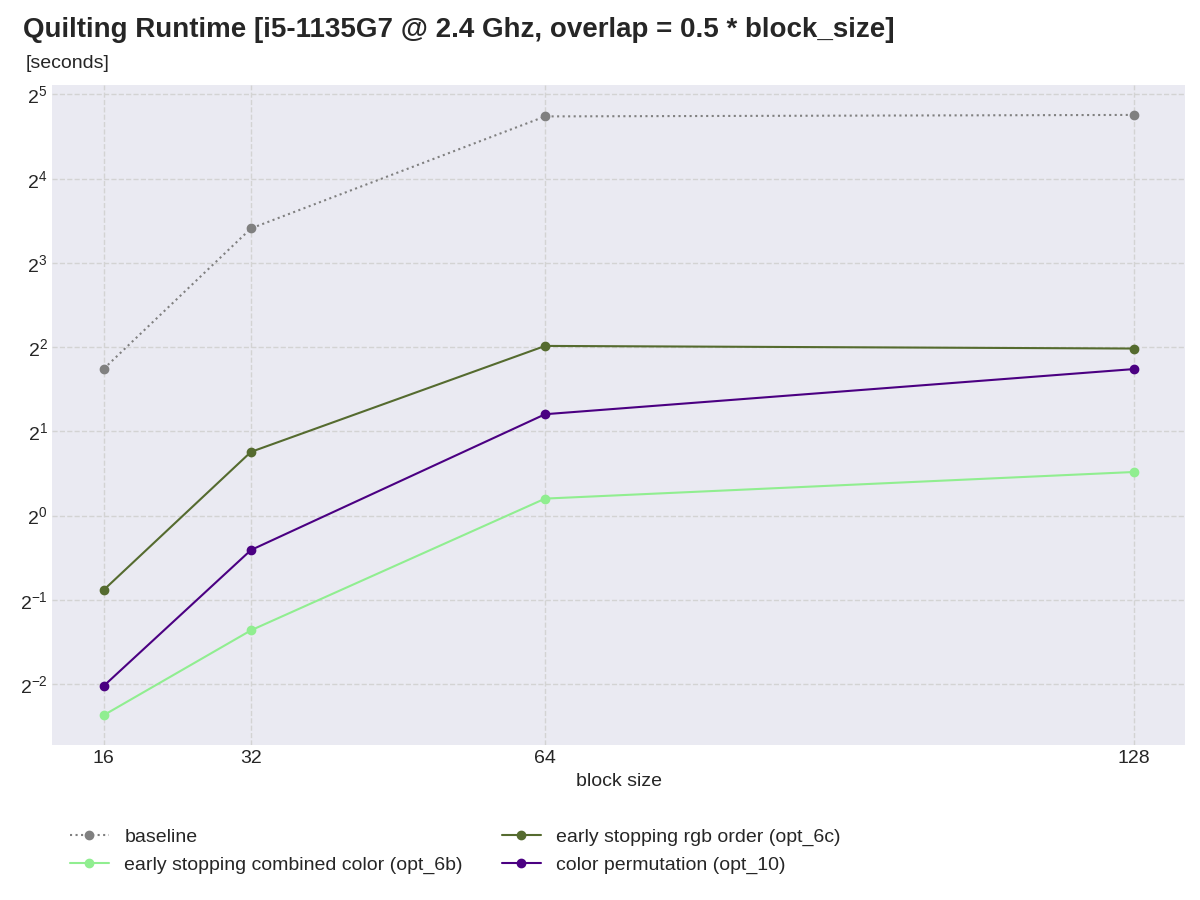 Quilting Runtime [i5-1135G7 @ 2.4 Ghz, overlap = 0.5 * block_size]
[seconds]
2^5
2^4
2^3
2^2
2^1
2^0
2^−1
2^−2
16 32 64 128
block size
baseline
early stopping combined color (opt_6b)
early stopping rgb order (opt_6c)
color permutation (opt_10)